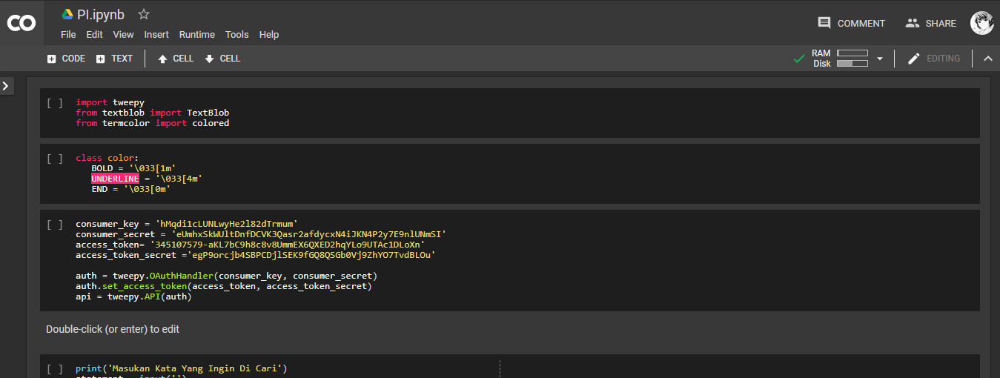 CO
PI.ipynb
File Edit View Insert Runtime Tools Help
COMMENT
SHARE
CODE TEXT CELL CELL
RAM
Disk
EDITING
[ ] import tweepy
from textblob import TextBlob
from termcolor import colored
[ ] class color:
BOLD = '\033[1m'
UNDERLINE = '\033[4m'
END = '\033[0m'
[ ] consumer_key = 'hMqdi1cLUNLwyHe2l82dTrmum'
consumer_secret = 'eUmhxSkWUltDnfDCVK3Qasr2afdycxN4iJKN4P2y7E9nlUNmSI'
access_token= '345107579-aKL7bC9h8c8v8UmmEX6QXED2hqYLo9UTAc1DLoXn'
access_token_secret ='egP9orcjb4SBPCDjlSEK9fGQ8QSGb0Vj9ZhYO7TvdBLOu'
auth = tweepy.OAuthHandler(consumer_key, consumer_secret)
auth.set_access_token(access_token, access_token_secret)
api = tweepy.API(auth)
Double-click (or enter) to edit
[ ] print('Masukan Kata Yang Ingin Di Cari')
statement = input('')